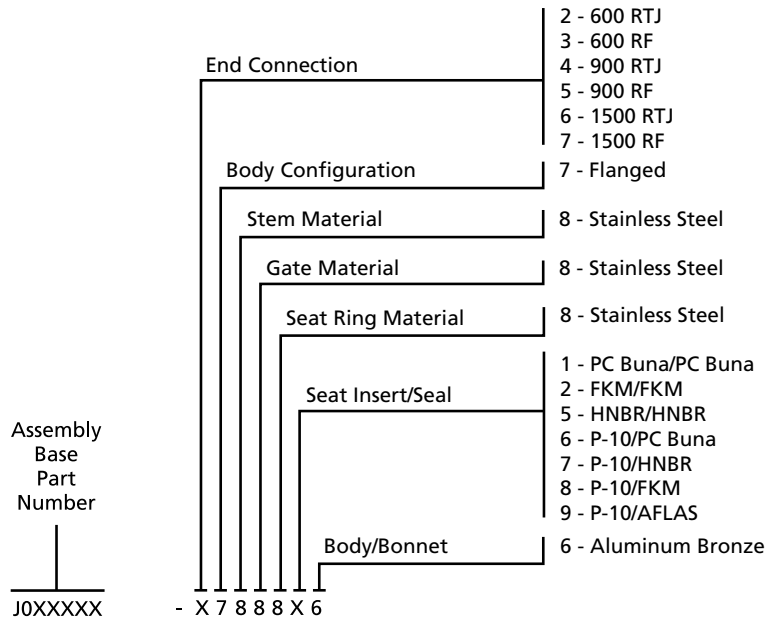 2 - 600 RTJ
3 - 600 RF
End Connection
4 - 900 RTJ
5 - 900 RF
6 - 1500 RTJ
7 - 1500 RF
Body Configuration
7 - Flanged
Stem Material
8 - Stainless Steel
Gate Material
8 - Stainless Steel
Seat Ring Material
8 - Stainless Steel
1 - PC Buna/PC Buna
2 - FKM/FKM
Seat Insert/Seal
5 - HNBR/HNBR
6 - P-10/PC Buna
7 - P-10/HNBR
8 - P-10/FKM
9 - P-10/AFLAS
Assembly
Base
Part
Number
Body/Bonnet
6 - Aluminum Bronze
J0XXXXX - X 7 8 8 8 X 6